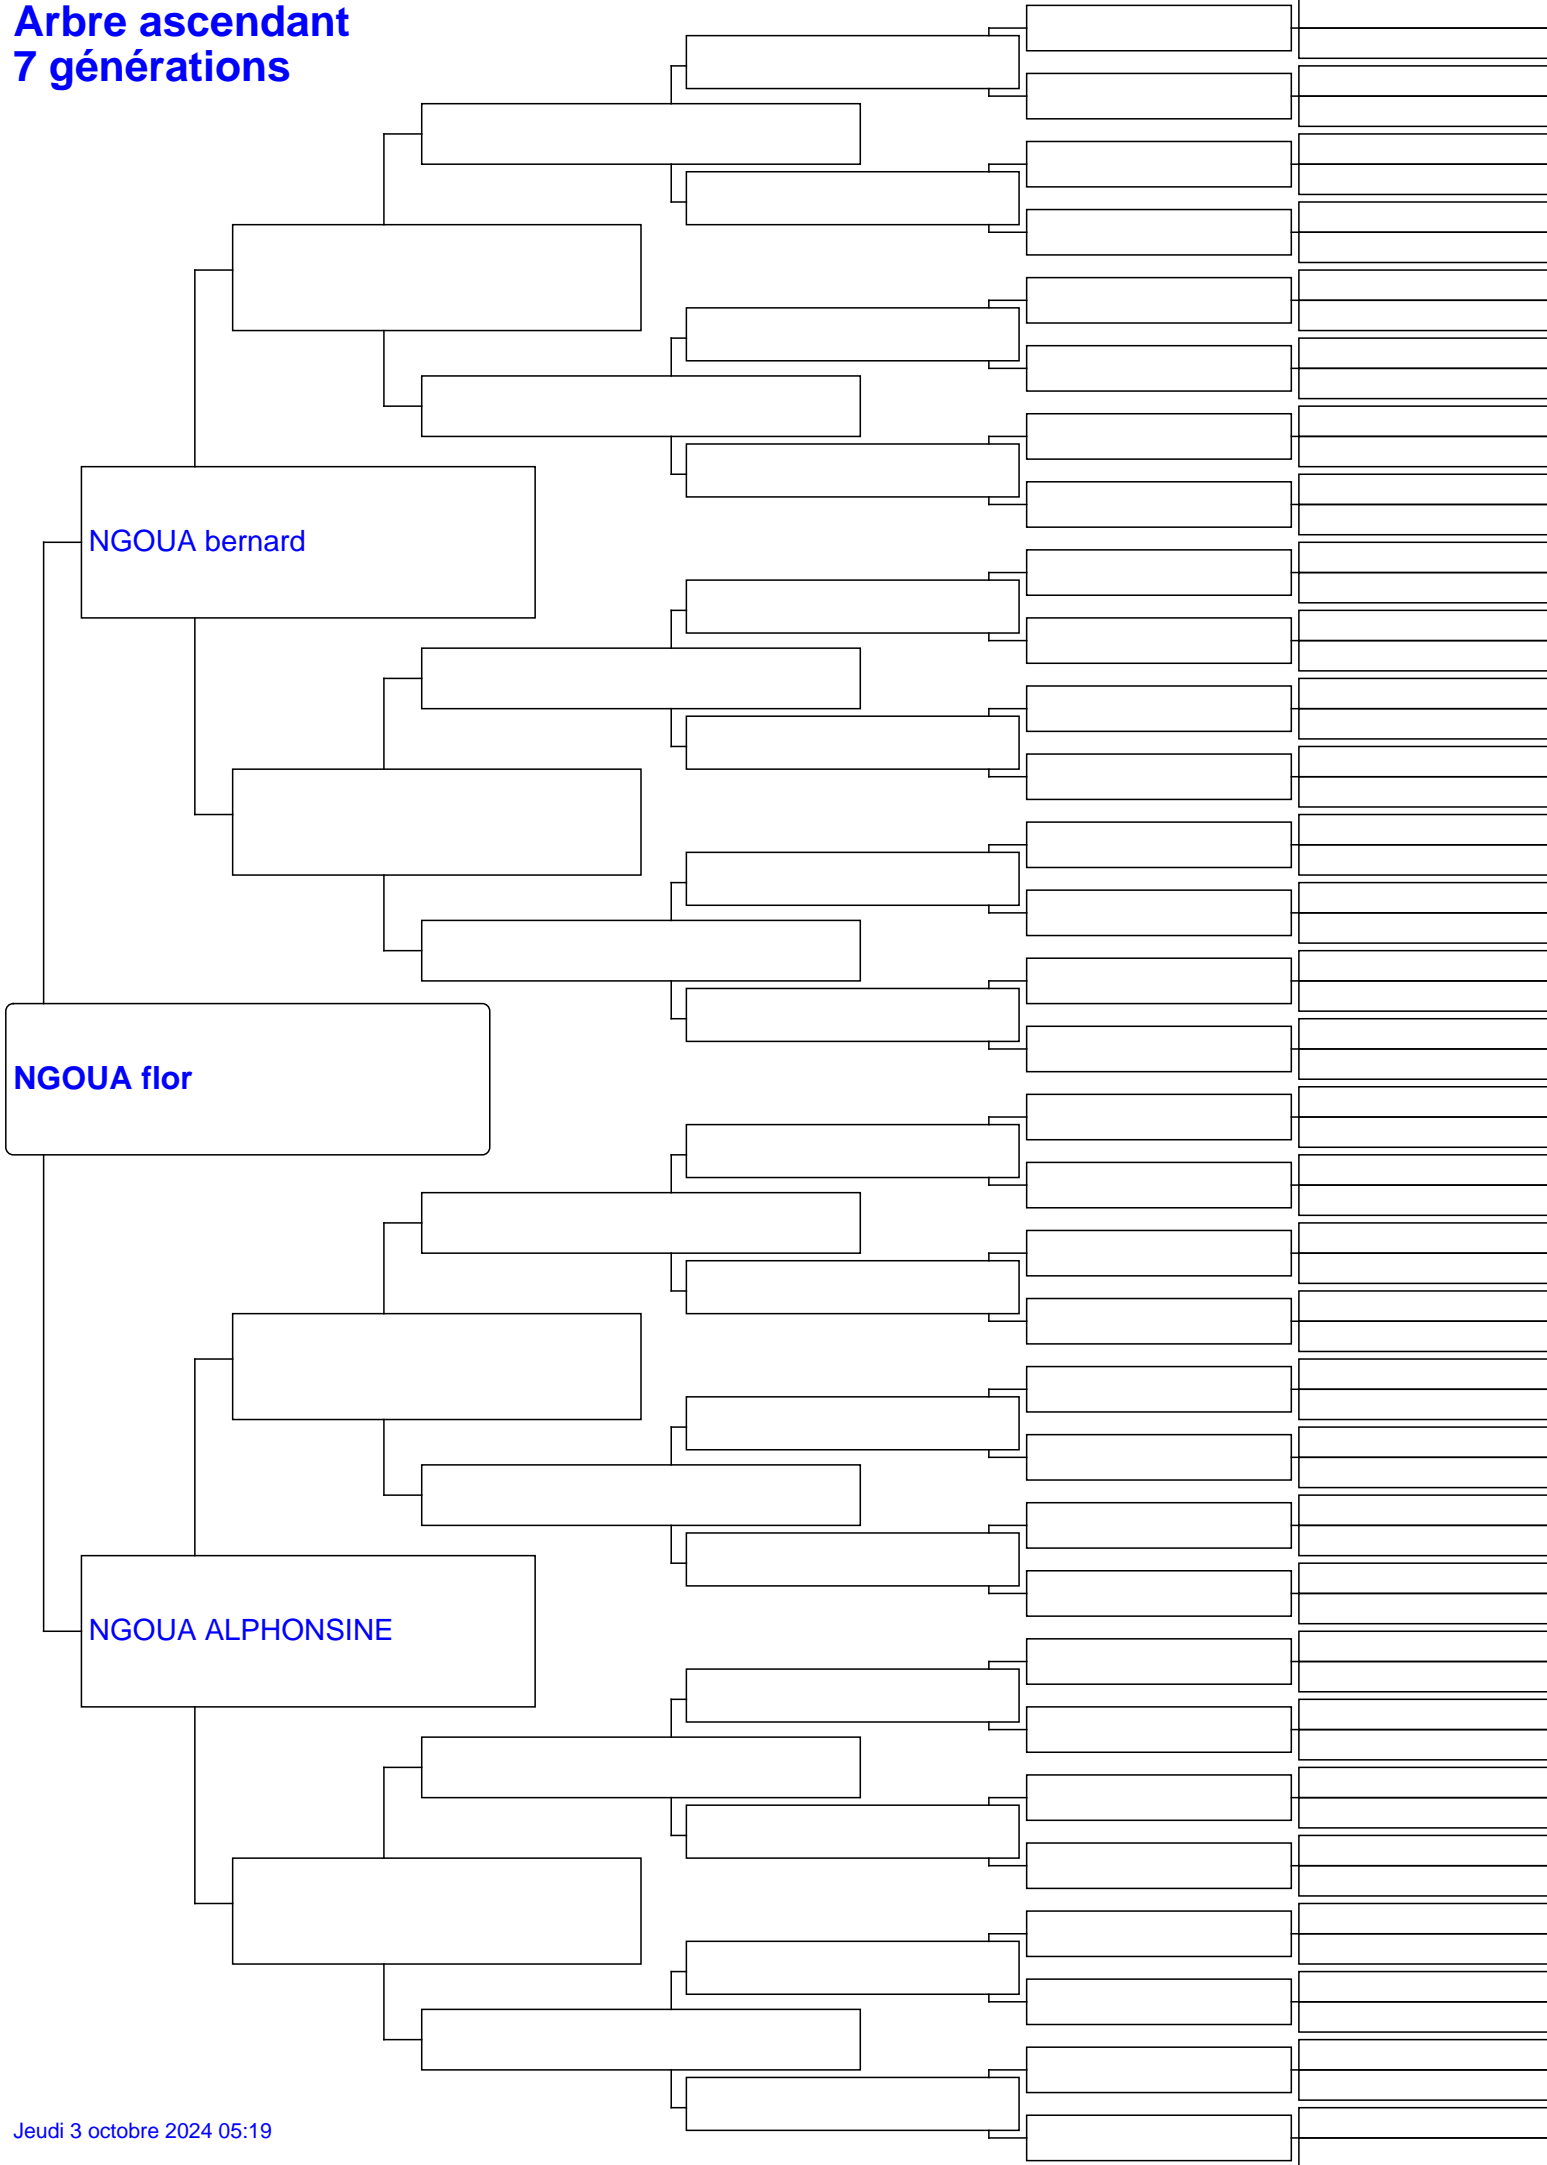 Arbre ascendant
7 générations
NGOUA bernard
NGOUA flor
NGOUA ALPHONSINE
Jeudi 3 octobre 2024 05:19